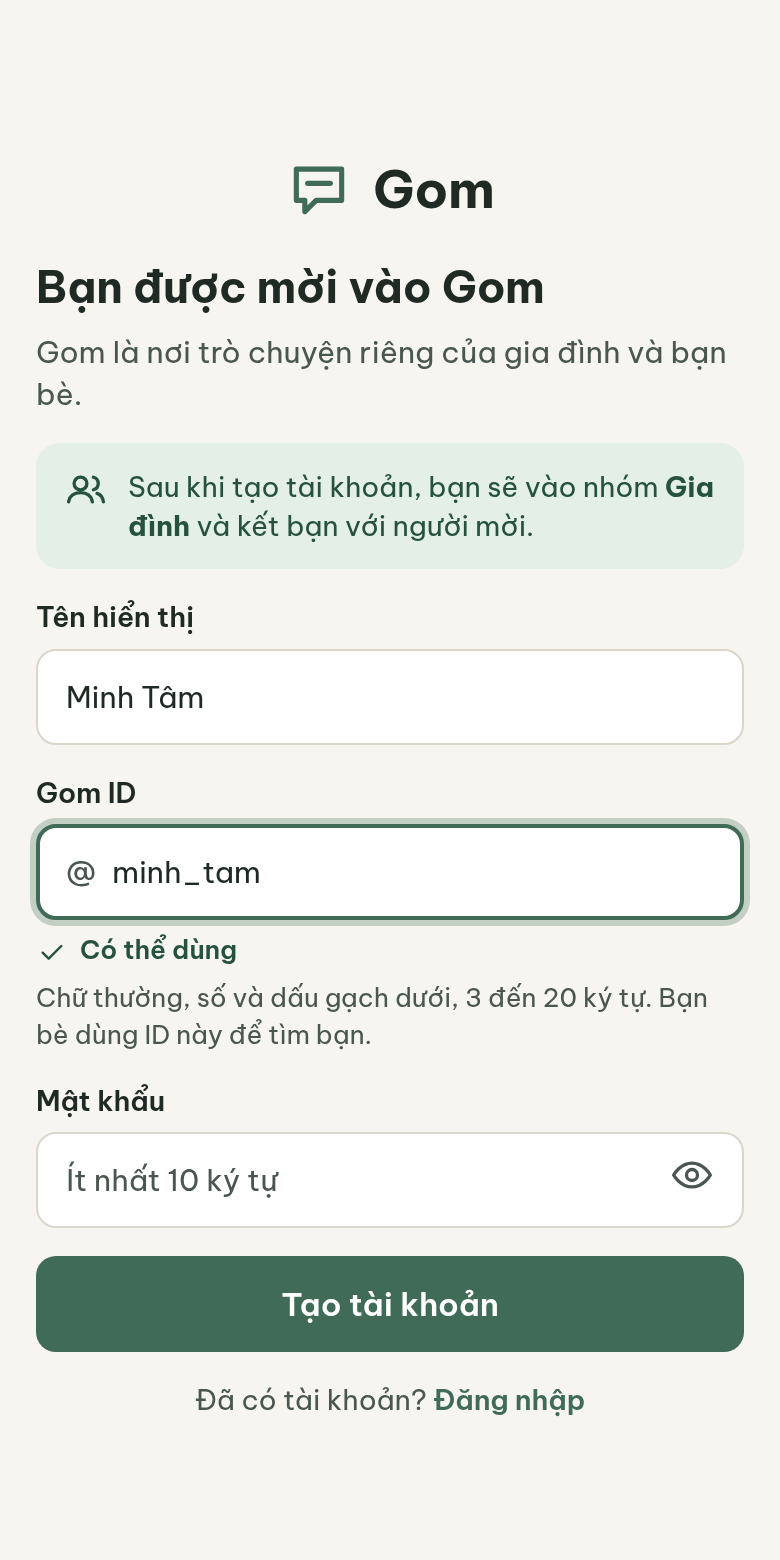 Gom
Bạn được mời vào Gom
Gom là nơi trò chuyện riêng của gia đình và bạn
bè.
Sau khi tạo tài khoản, bạn sẽ vào nhóm Gia
đình và kết bạn với người mời.
Tên hiển thị
Minh Tâm
Gom ID
@ minh_tam
Có thể dùng
Chữ thường, số và dấu gạch dưới, 3 đến 20 ký tự. Bạn
bè dùng ID này để tìm bạn.
Mật khẩu
Ít nhất 10 ký tự
Tạo tài khoản
Đã có tài khoản? Đăng nhập